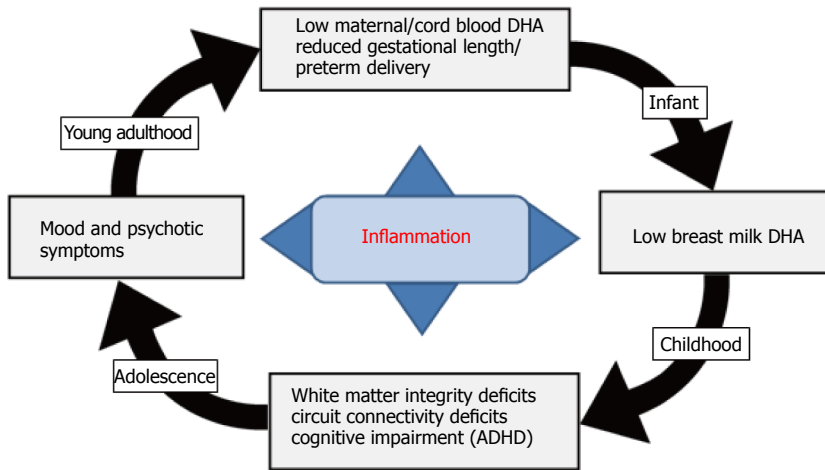 Low maternal/cord blood DHA
reduced gestational length/
preterm delivery
Infant
Young adulthood
Mood and psychotic
symptoms
Inflammation
Low breast milk DHA
Childhood
Adolescence
White matter integrity deficits
circuit connectivity deficits
cognitive impairment (ADHD)